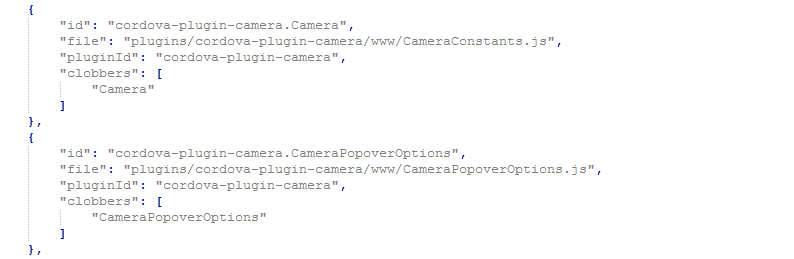 {
    "id": "cordova-plugin-camera.Camera",
    "file": "plugins/cordova-plugin-camera/www/CameraConstants.js",
    "pluginId": "cordova-plugin-camera",
    "clobbers": [
        "Camera"
    ]
},
{
    "id": "cordova-plugin-camera.CameraPopoverOptions",
    "file": "plugins/cordova-plugin-camera/www/CameraPopoverOptions.js",
    "pluginId": "cordova-plugin-camera",
    "clobbers": [
        "CameraPopoverOptions"
    ]
},